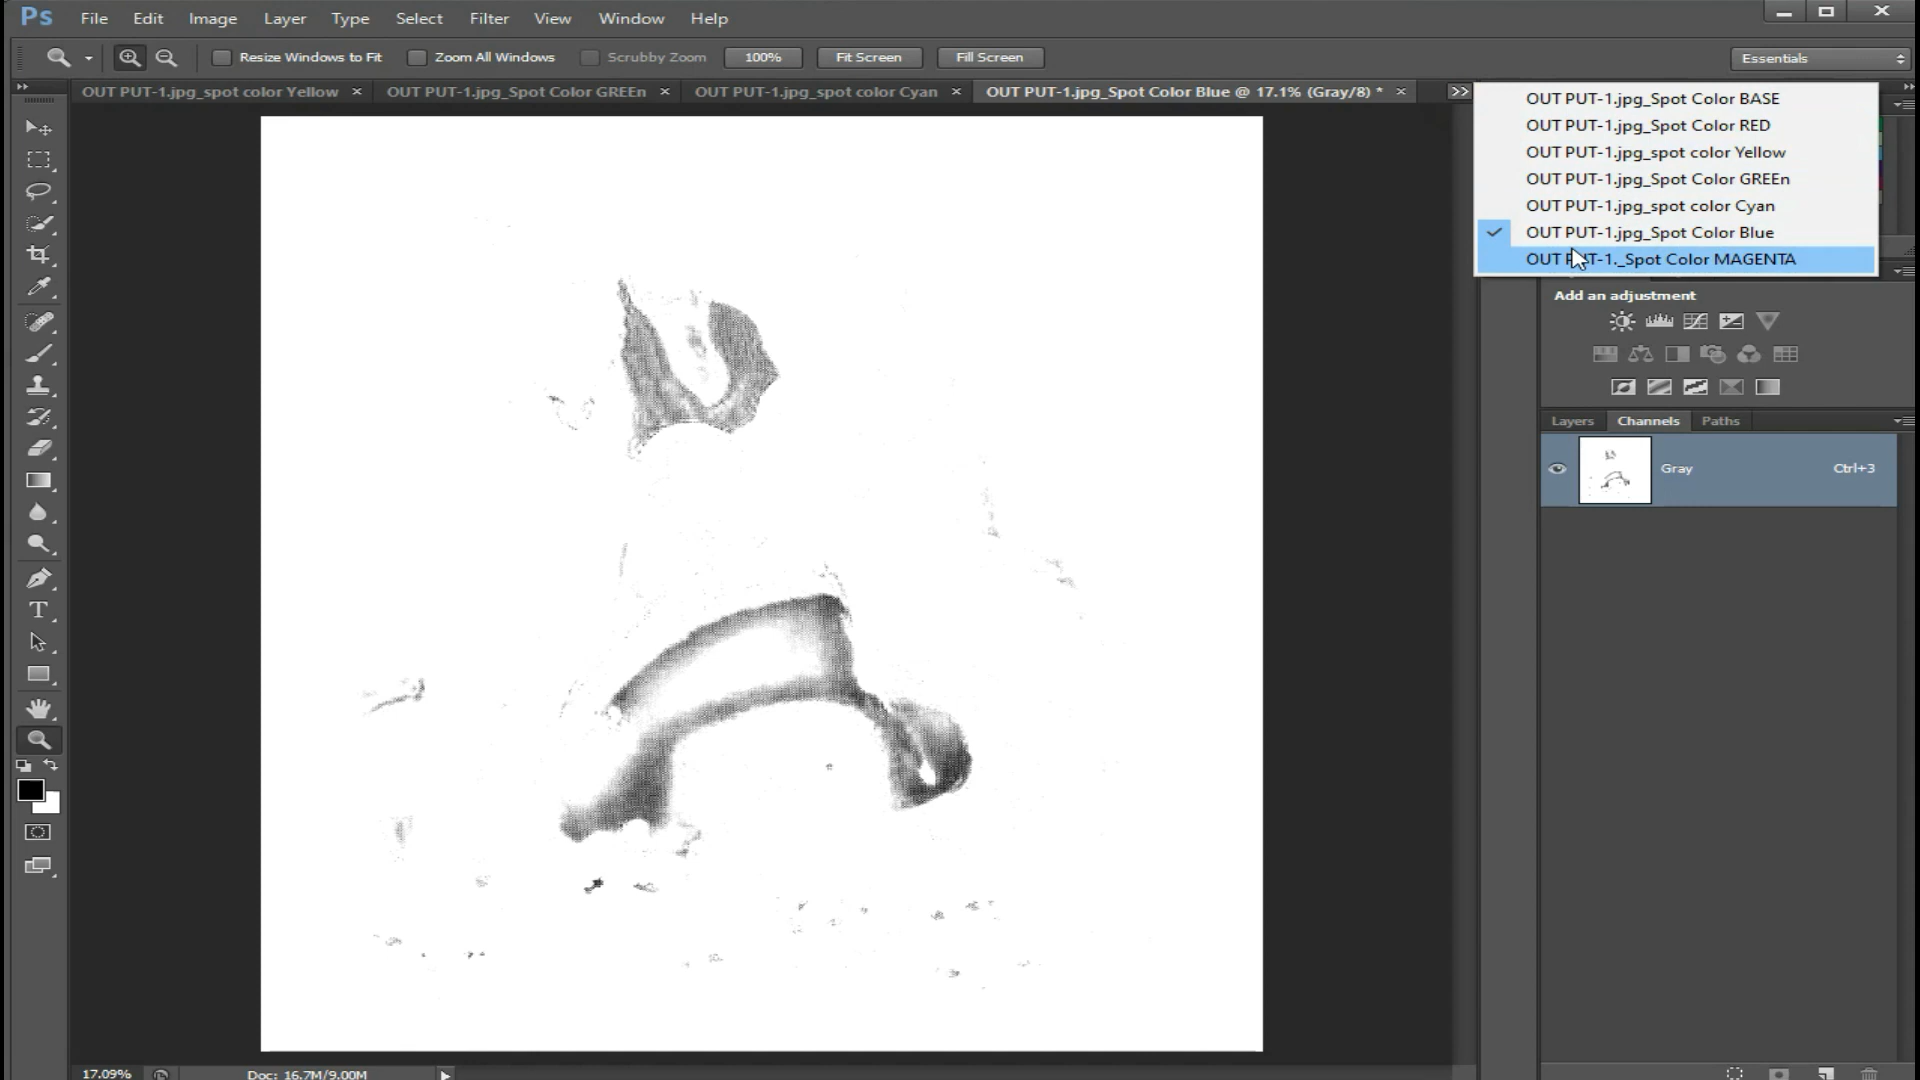 Ps File Edit Image Layer Type Select Filter View Window Help
Resize Windows to Fit Zoom All Windows Scrubby Zoom 100% Fit Screen Fill Screen Essentials
OUT PUT-1.jpg_spot color Yellow × OUT PUT-1.jpg_Spot Color GREEn × OUT PUT-1.jpg_spot color Cyan × OUT PUT-1.jpg_Spot Color Blue @ 17.1% (Gray/8) * ×
OUT PUT-1.jpg_Spot Color BASE
OUT PUT-1.jpg_Spot Color RED
OUT PUT-1.jpg_spot color Yellow
OUT PUT-1.jpg_Spot Color GREEn
OUT PUT-1.jpg_spot color Cyan
OUT PUT-1.jpg_Spot Color Blue
OUT PUT-1._Spot Color MAGENTA
Add an adjustment
Layers Channels Paths
Gray Ctrl+3
17.09% Doc: 16.7M/9.00M